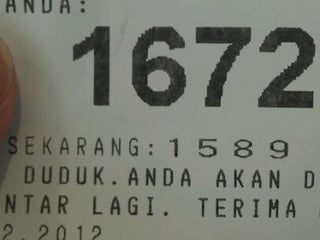 ANDA:
1672
SEKARANG:1589
DUDUK.ANDA AKAN D
NTAR LAGI. TERIMA
2.2012